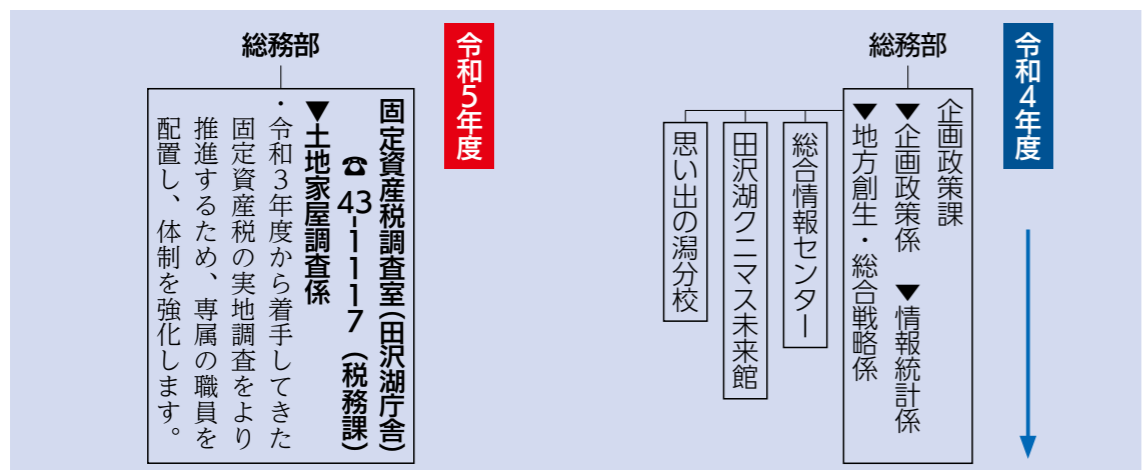 令和4年度
総務部
企画政策課
▼企画政策係　▼情報統計係
▼地方創生・総合戦略係
総合情報センター
田沢湖クニマス未来館
思い出の潟分校
令和5年度
総務部
固定資産税調査室(田沢湖庁舎)
☎43-1117(税務課)
▼土地家屋調査係
・令和3年度から着手してきた
固定資産税の実地調査をより
推進するため、専属の職員を
配置し、体制を強化します。